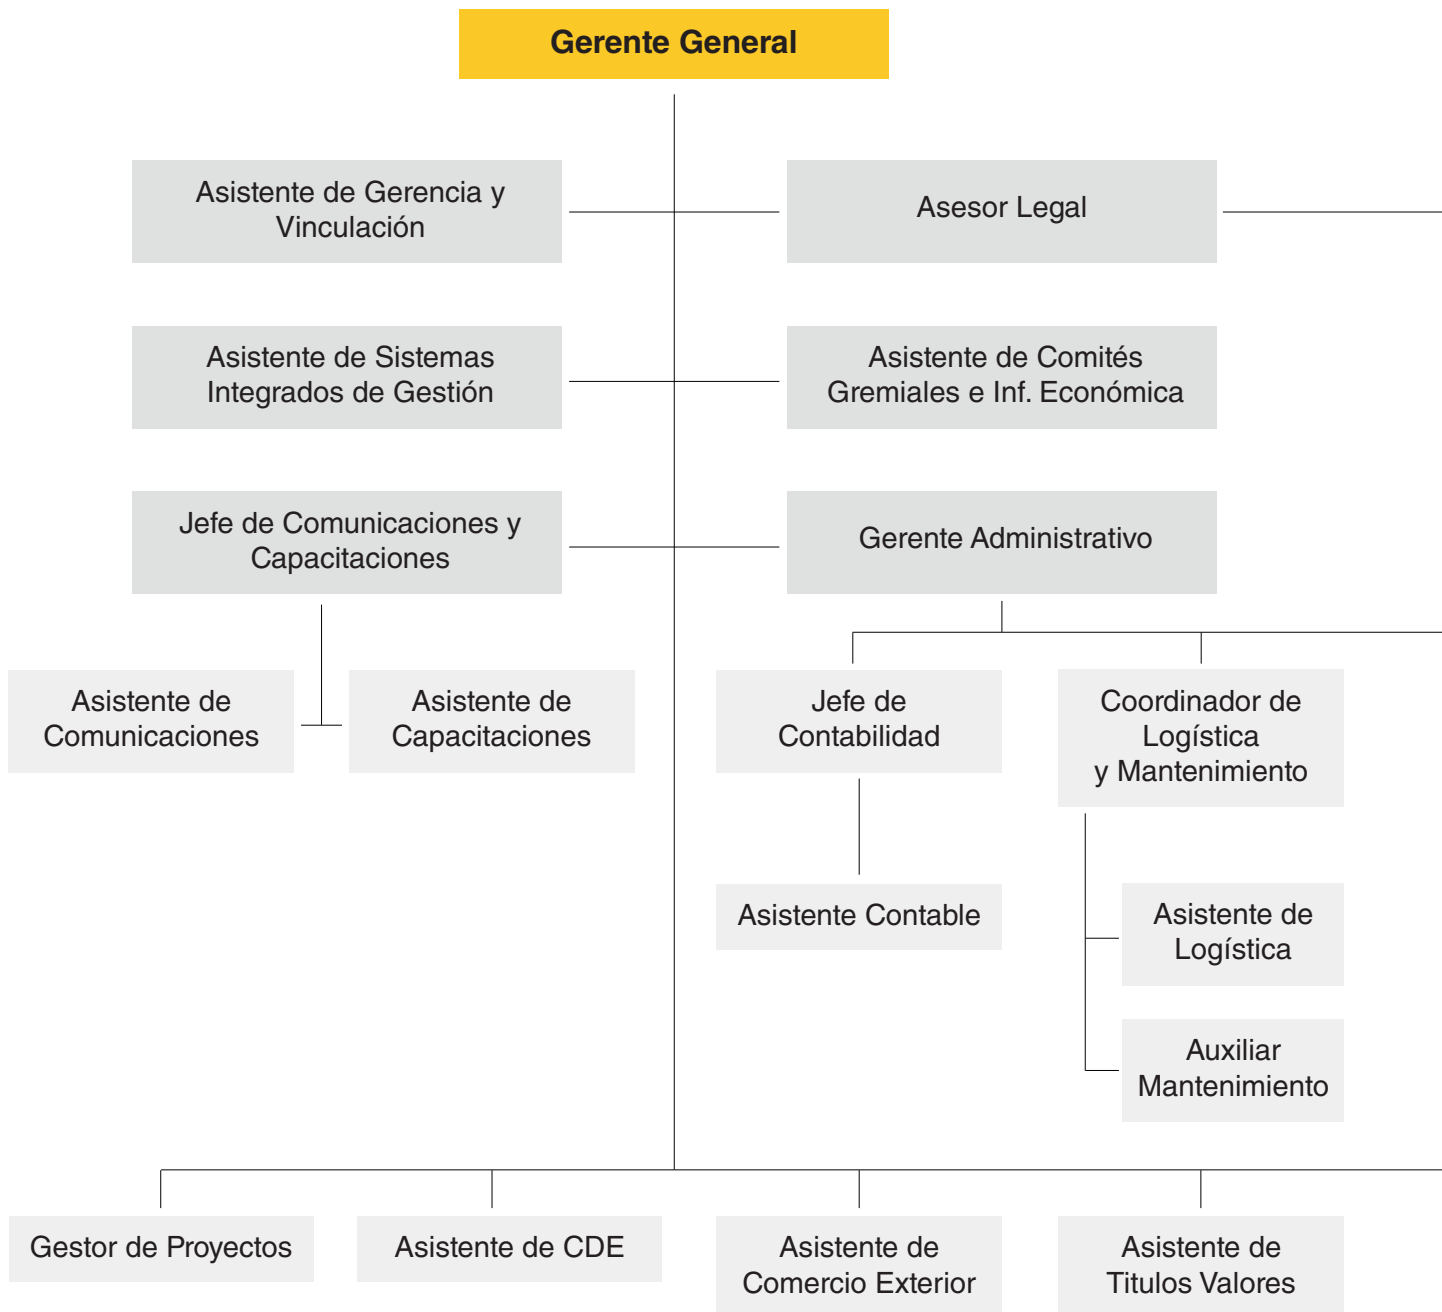 Gerente General
Asistente de Gerencia y
Vinculación
Asesor Legal
Asistente de Sistemas
Integrados de Gestión
Asistente de Comités
Gremiales e Inf. Económica
Jefe de Comunicaciones y
Capacitaciones
Gerente Administrativo
Asistente de
Comunicaciones
Asistente de
Capacitaciones
Jefe de
Contabilidad
Coordinador de
Logística
y Mantenimiento
Asistente Contable
Asistente de
Logística
Auxiliar
Mantenimiento
Gestor de Proyectos
Asistente de CDE
Asistente de
Comercio Exterior
Asistente de
Titulos Valores